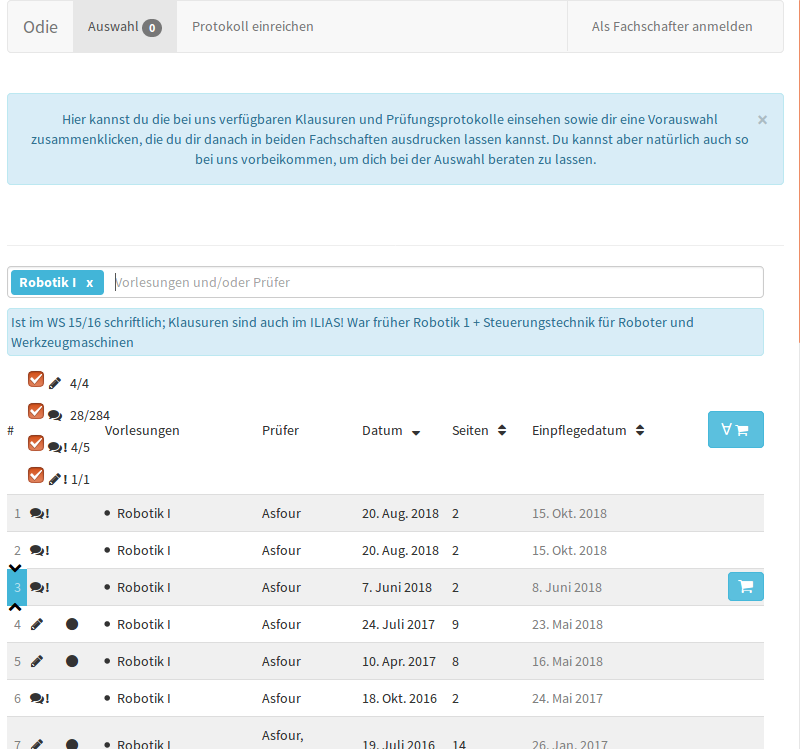 Odie Auswahl 0 Protokoll einreichen Als Fachschafter anmelden
Hier kannst du die bei uns verfügbaren Klausuren und Prüfungsprotokolle einsehen sowie dir eine Vorauswahl ×
zusammenklicken, die du dir danach in beiden Fachschaften ausdrucken lassen kannst. Du kannst aber natürlich auch so
bei uns vorbeikommen, um dich bei der Auswahl beraten zu lassen.
Robotik I x Vorlesungen und/oder Prüfer
Ist im WS 15/16 schriftlich; Klausuren sind auch im ILIAS! War früher Robotik 1 + Steuerungstechnik für Roboter und
Werkzeugmaschinen
4/4
28/284
# Vorlesungen Prüfer Datum Seiten Einpflegedatum ∀
! 4/5
! 1/1
1 ! • Robotik I Asfour 20. Aug. 2018 2 15. Okt. 2018
2 ! • Robotik I Asfour 20. Aug. 2018 2 15. Okt. 2018
3 ! • Robotik I Asfour 7. Juni 2018 2 8. Juni 2018
4 • Robotik I Asfour 24. Juli 2017 9 23. Mai 2018
5 • Robotik I Asfour 10. Apr. 2017 8 16. Mai 2018
6 ! • Robotik I Asfour 18. Okt. 2016 2 24. Mai 2017
Asfour,
7 • Robotik I 19. Juli 2016 14 26. Jan. 2017